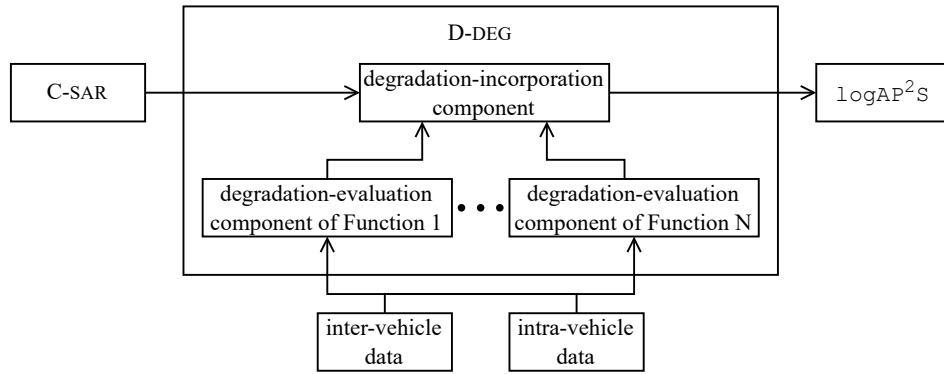 D-DEG
C-SAR
degradation-incorporation
component
logAP²S
degradation-evaluation
component of Function 1
degradation-evaluation
component of Function N
inter-vehicle
data
intra-vehicle
data